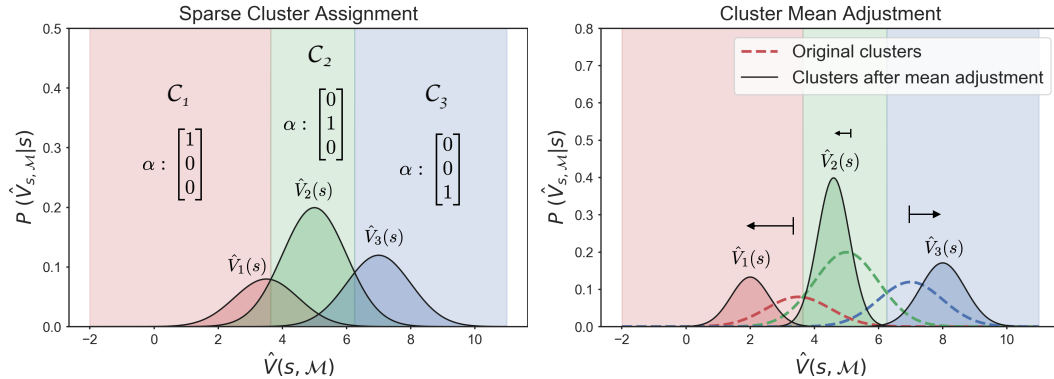 Sparse Cluster Assignment
P (V̂_{s, ℳ}|s)
0.5
0.4
0.3
0.2
0.1
0.0
C₁
α : [1 0 0]
C₂
α : [0 1 0]
C₃
α : [0 0 1]
V̂₁(s)
V̂₂(s)
V̂₃(s)
−2 0 2 4 6 8 10
V̂(s, ℳ)
Cluster Mean Adjustment
P (V̂_{s, ℳ}|s)
0.8
0.7
0.6
0.5
0.4
0.3
0.2
0.1
0.0
Original clusters
Clusters after mean adjustment
V̂₁(s)
V̂₂(s)
V̂₃(s)
−2 0 2 4 6 8 10
V̂(s, ℳ)